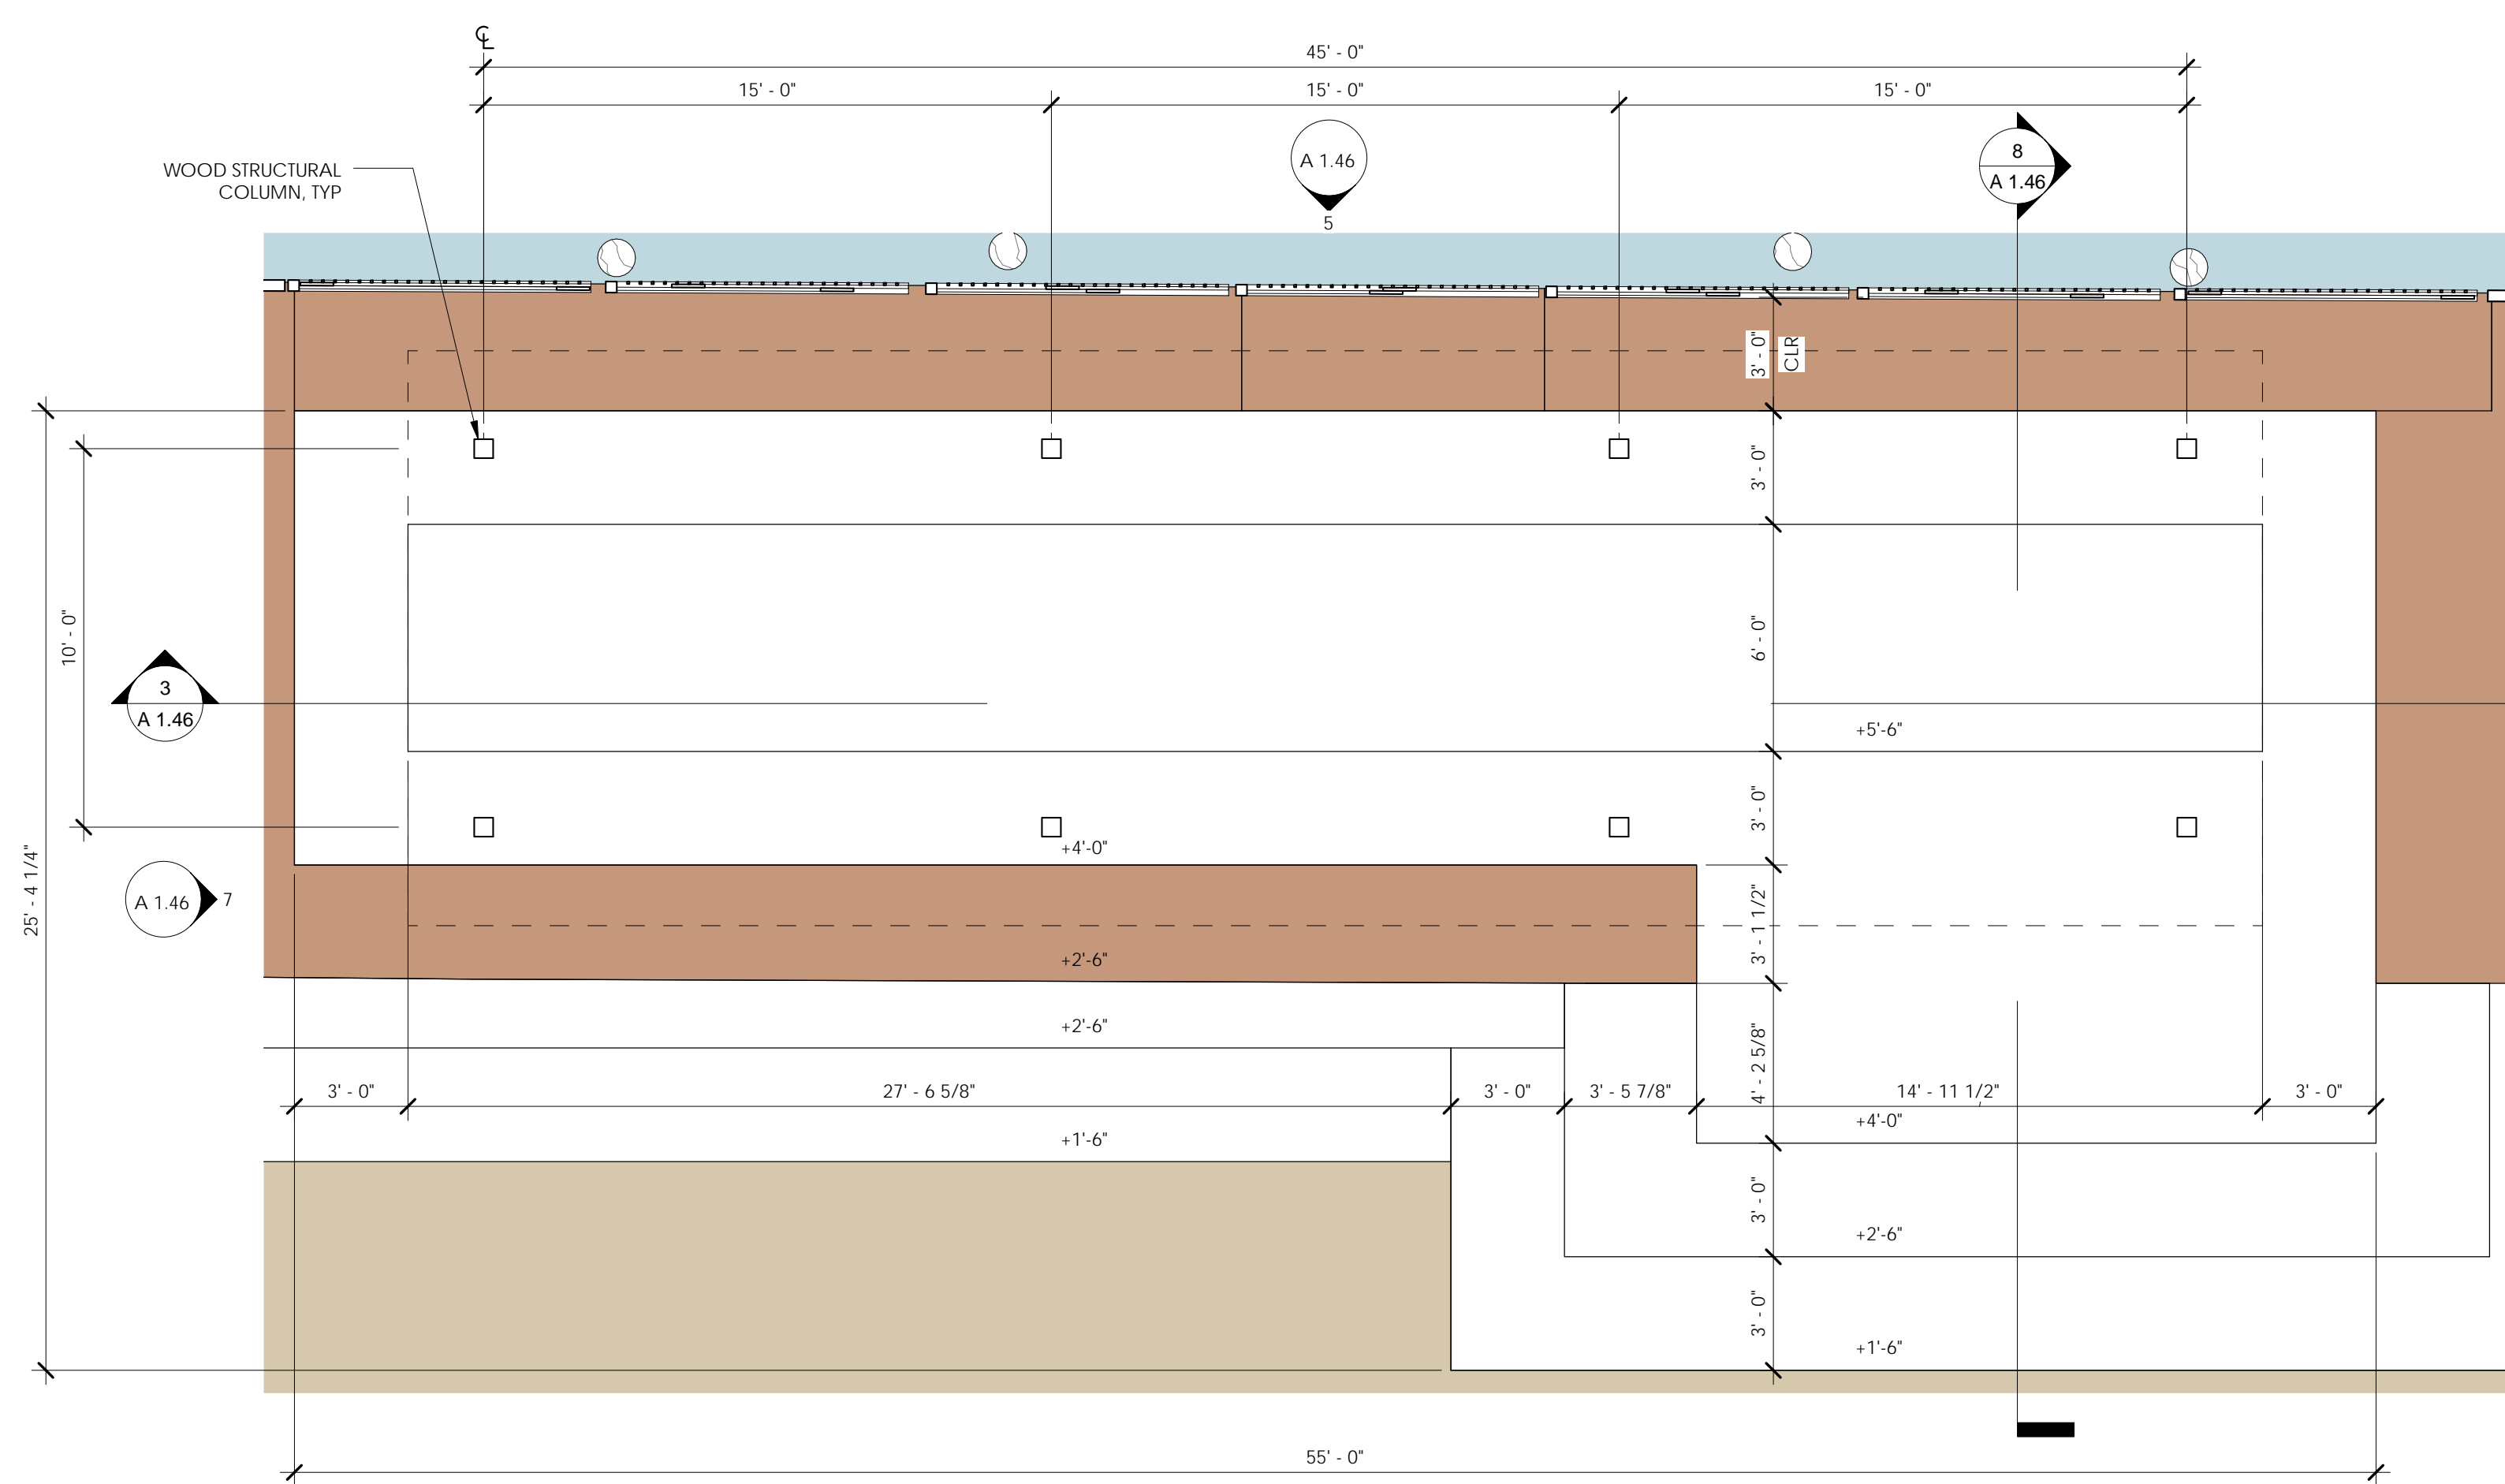 ℄
45' - 0"
15' - 0"
15' - 0"
15' - 0"
WOOD STRUCTURAL
COLUMN, TYP
A 1.46
5
8
A 1.46
3' - 0"
CLR
3' - 0"
10' - 0"
6' - 0"
3
A 1.46
+5'-6"
3' - 0"
+4'-0"
25' - 4 1/4"
A 1.46
7
3' - 1 1/2"
+2'-6"
+2'-6"
4' - 2 5/8"
3' - 0"
27' - 6 5/8"
3' - 0"
3' - 5 7/8"
14' - 11 1/2"
3' - 0"
+4'-0"
+1'-6"
3' - 0"
+2'-6"
3' - 0"
+1'-6"
55' - 0"